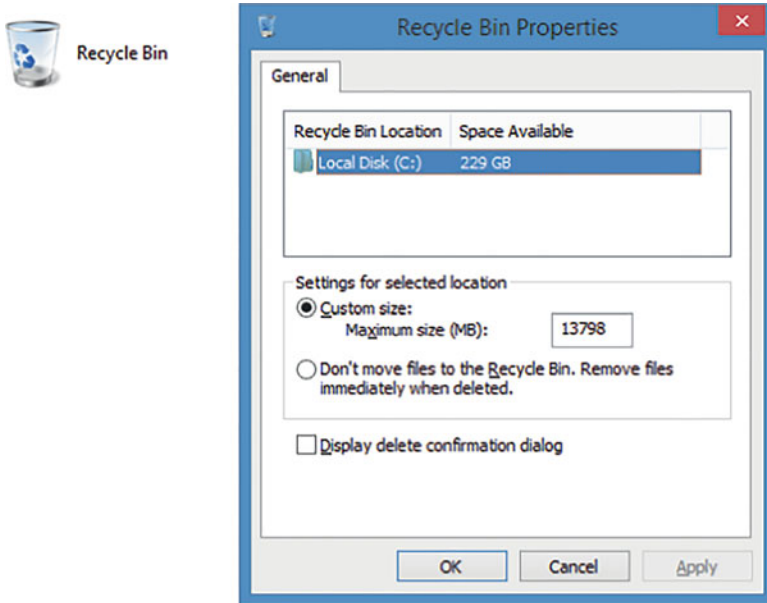 Recycle Bin
Recycle Bin Properties
General
Recycle Bin Location Space Available
Local Disk (C:) 229 GB
Settings for selected location
Custom size:
Maximum size (MB): 13798
Don't move files to the Recycle Bin. Remove files
immediately when deleted.
Display delete confirmation dialog
OK Cancel Apply